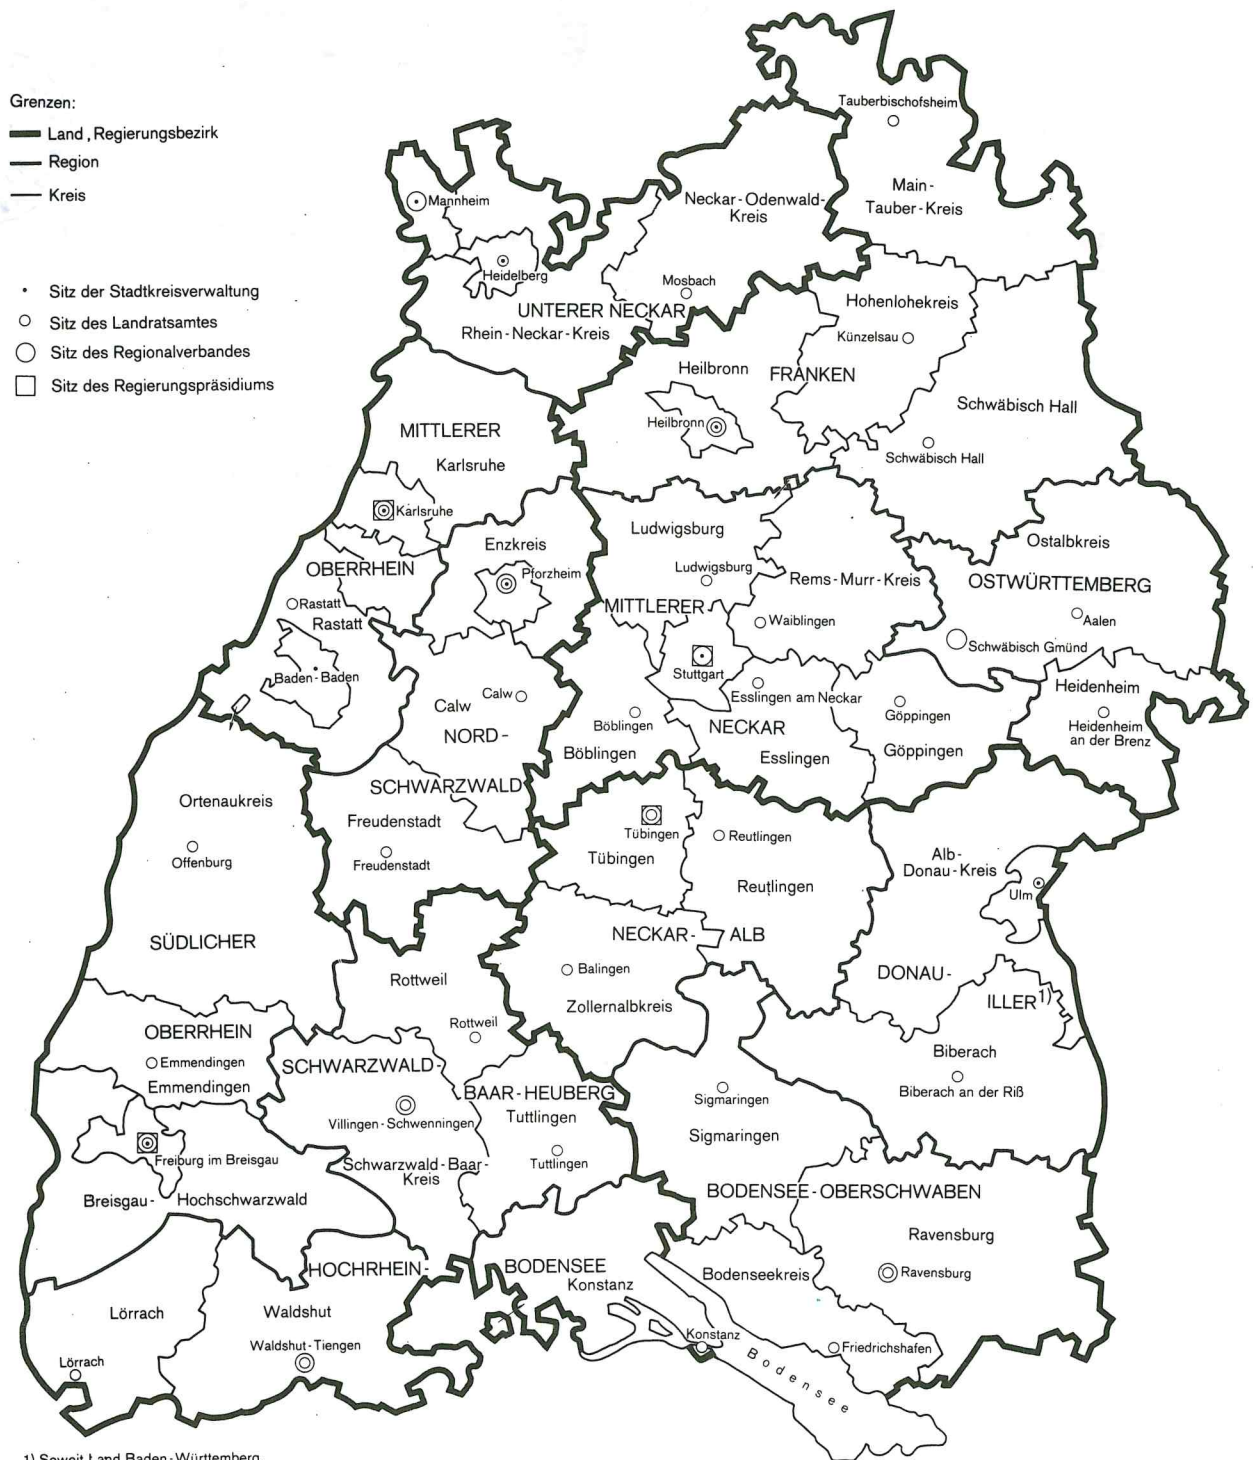 Grenzen:
Land, Regierungsbezirk
Region
Kreis
Sitz der Stadtkreisverwaltung
Sitz des Landratsamtes
Sitz des Regionalverbandes
Sitz des Regierungspräsidiums
Tauberbischofsheim
Main-
Tauber-Kreis
Neckar-Odenwald-
Kreis
Mosbach
Mannheim
Heidelberg
UNTERER NECKAR
Rhein-Neckar-Kreis
Hohenlohekreis
Künzelsau
Heilbronn
FRANKEN
Heilbronn
Schwäbisch Hall
Schwäbisch Hall
MITTLERER
Karlsruhe
Karlsruhe
OBERRHEIN
Rastatt
Rastatt
Baden-Baden
Enzkreis
Pforzheim
Ludwigsburg
Ludwigsburg
MITTLERER
Rems-Murr-Kreis
Waiblingen
Stuttgart
Ostalbkreis
OSTWÜRTTEMBERG
Aalen
Schwäbisch Gmünd
Heidenheim
Heidenheim
an der Brenz
Calw
Calw
NORD-
SCHWARZWALD
Böblingen
Böblingen
Esslingen am Neckar
NECKAR
Esslingen
Göppingen
Göppingen
Ortenaukreis
Offenburg
SÜDLICHER
Freudenstadt
Freudenstadt
Tübingen
Tübingen
Reutlingen
Reutlingen
Alb-
Donau-Kreis
Ulm
NECKAR-ALB
Balingen
Zollernalbkreis
DONAU-
ILLER1)
Rottweil
Rottweil
OBERRHEIN
Emmendingen
Emmendingen
SCHWARZWALD-
BAAR-HEUBERG
Villingen-Schwenningen
Schwarzwald-Baar-
Kreis
Tuttlingen
Tuttlingen
Sigmaringen
Sigmaringen
Biberach
Biberach an der Riß
Freiburg im Breisgau
Breisgau-Hochschwarzwald
BODENSEE-OBERSCHWABEN
Ravensburg
Ravensburg
HOCHRHEIN-
BODENSEE
Konstanz
Konstanz
Bodenseekreis
Friedrichshafen
Bodensee
Lörrach
Lörrach
Waldshut
Waldshut-Tiengen
1) Soweit Land Baden-Württemberg